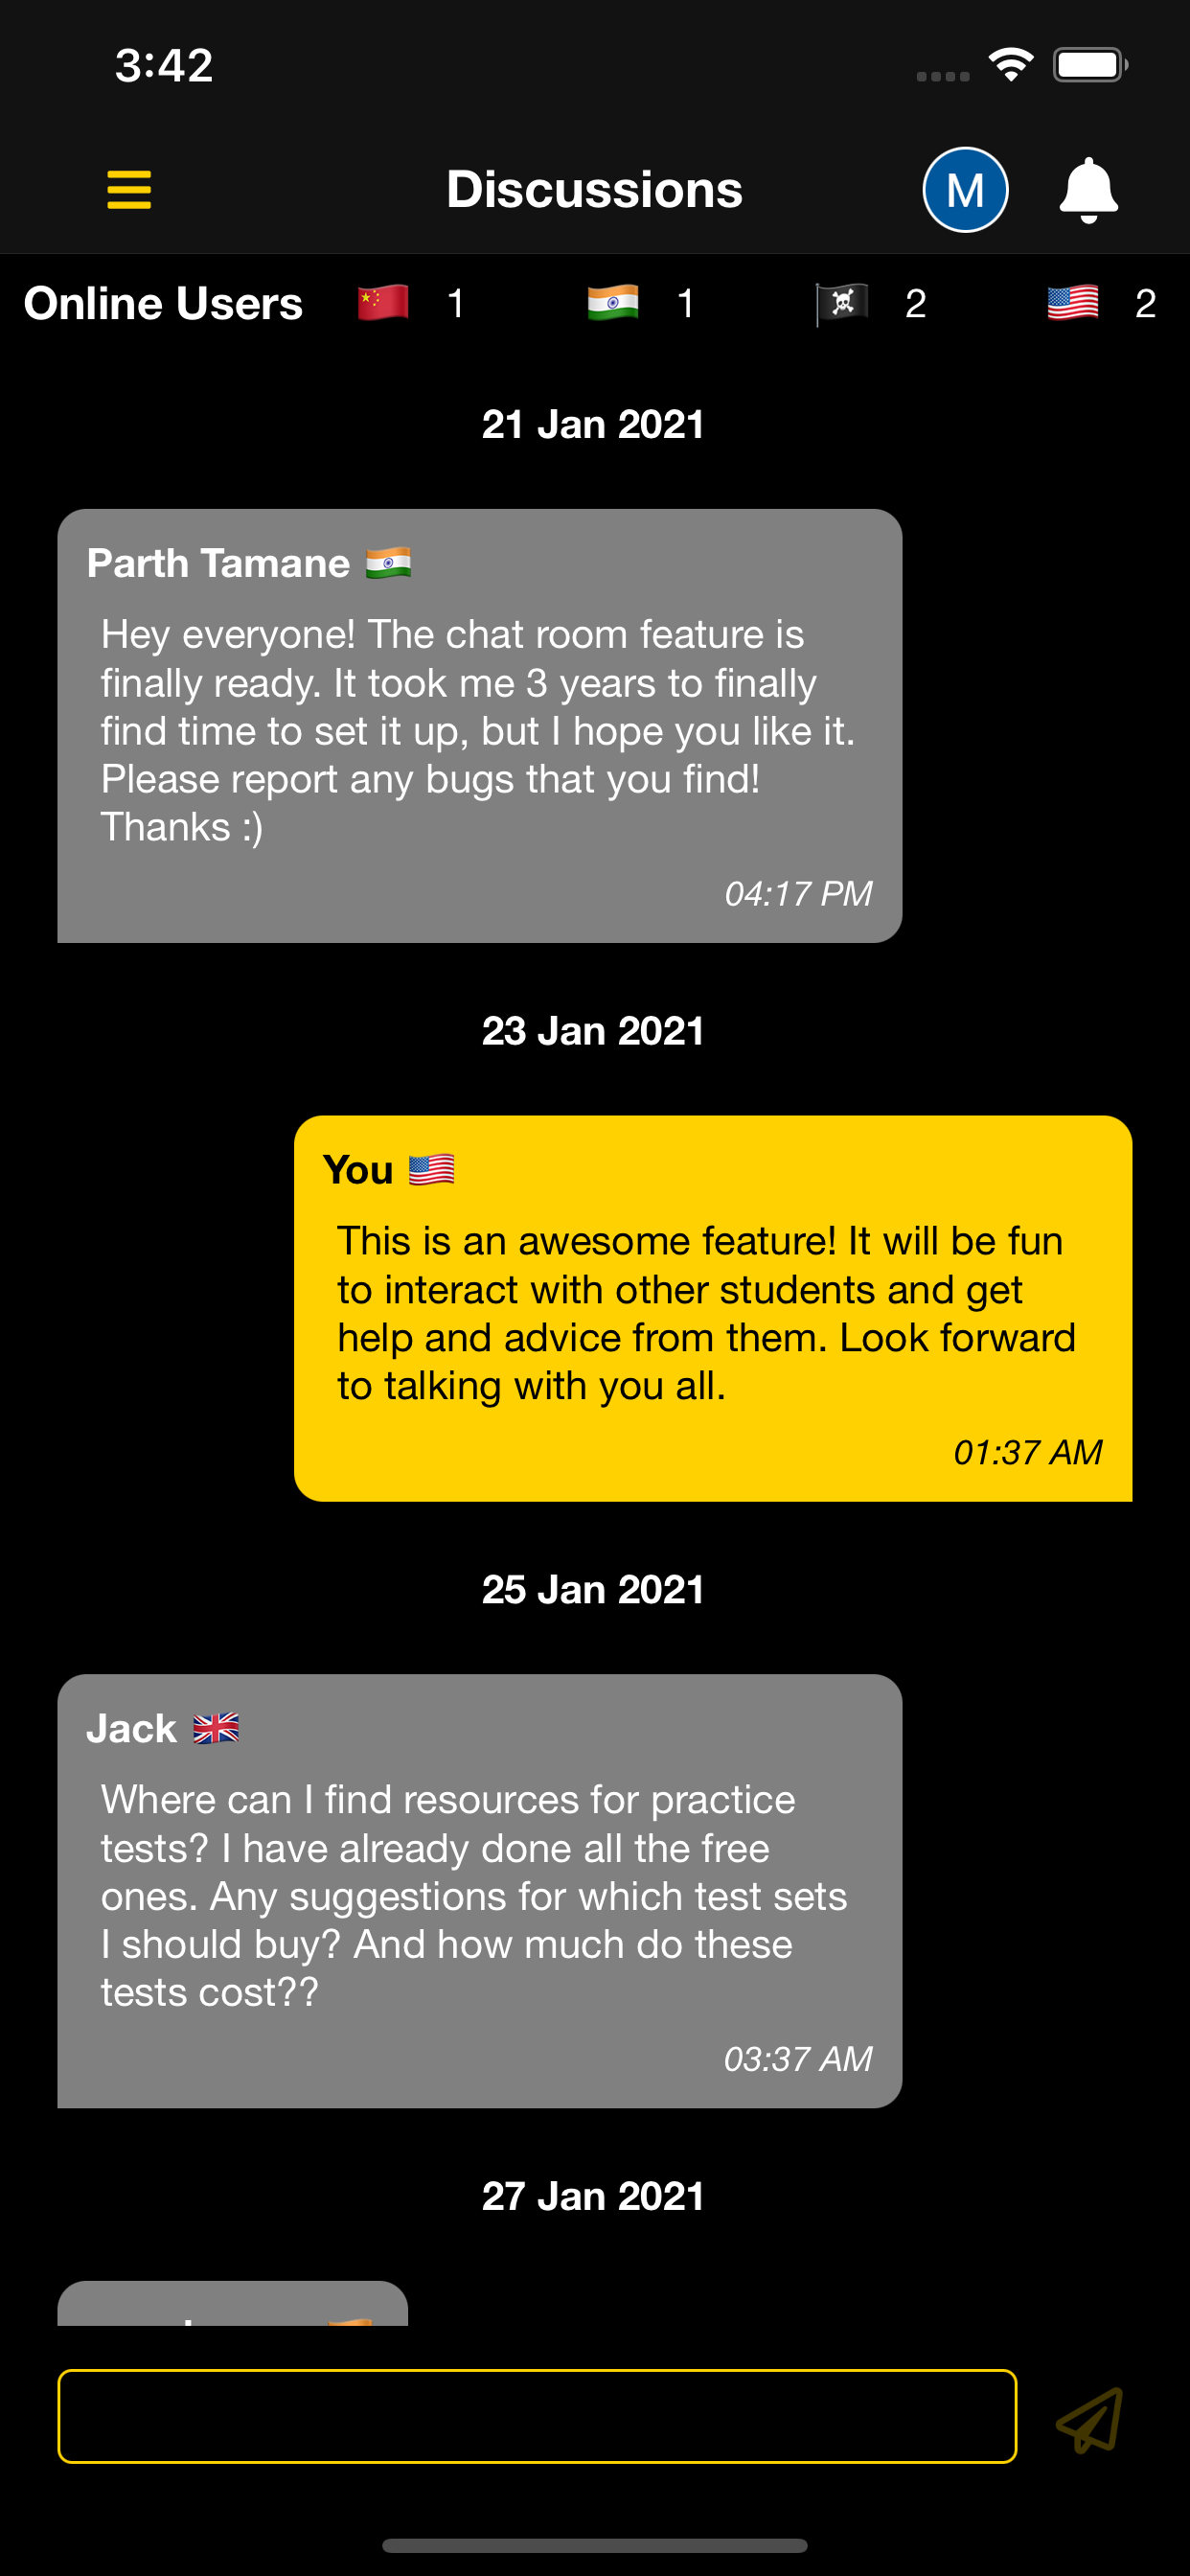 3:42
Discussions
M
Online Users 🇨🇳 1 🇮🇳 1 🏴‍☠️ 2 🇺🇸 2
21 Jan 2021
Parth Tamane 🇮🇳
Hey everyone! The chat room feature is
finally ready. It took me 3 years to finally
find time to set it up, but I hope you like it.
Please report any bugs that you find!
Thanks :)
04:17 PM
23 Jan 2021
You 🇺🇸
This is an awesome feature! It will be fun
to interact with other students and get
help and advice from them. Look forward
to talking with you all.
01:37 AM
25 Jan 2021
Jack 🇬🇧
Where can I find resources for practice
tests? I have already done all the free
ones. Any suggestions for which test sets
I should buy? And how much do these
tests cost??
03:37 AM
27 Jan 2021